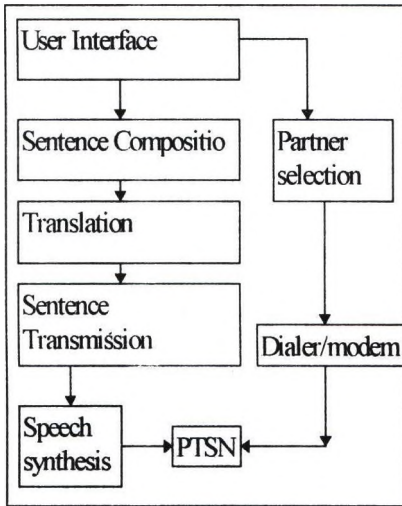 User Interface
Sentence Compositio
Partner
selection
Translation
Sentence
Transmission
Dialer/modem
Speech
synthesis
PTSN